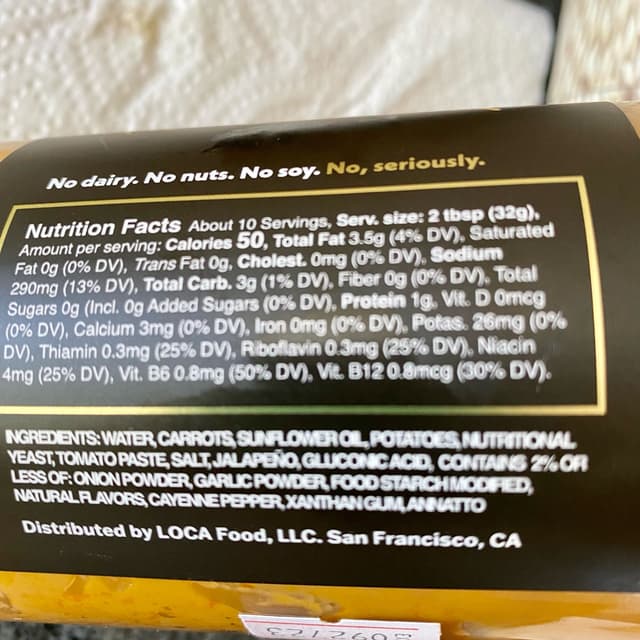 No dairy. No nuts. No soy. No, seriously.
Nutrition Facts About 10 Servings, Serv. size: 2 tbsp (32g),
Amount per serving: Calories 50, Total Fat 3.5g (4% DV), Saturated
Fat 0g (0% DV), Trans Fat 0g, Cholest. 0mg (0% DV), Sodium
290mg (13% DV), Total Carb. 3g (1% DV), Fiber 0g (0% DV), Total
Sugars 0g (Incl. 0g Added Sugars (0% DV), Protein 1g, Vit. D 0mcg
(0% DV), Calcium 3mg (0% DV), Iron 0mg (0% DV), Potas. 26mg (0%
DV), Thiamin 0.3mg (25% DV), Riboflavin 0.3mg (25% DV), Niacin
4mg (25% DV), Vit. B6 0.8mg (50% DV), Vit. B12 0.8mcg (30% DV).
INGREDIENTS: WATER, CARROTS, SUNFLOWER OIL, POTATOES, NUTRITIONAL
YEAST, TOMATO PASTE, SALT, JALAPEÑO, GLUCONIC ACID, CONTAINS 2% OR
LESS OF: ONION POWDER, GARLIC POWDER, FOOD STARCH MODIFIED,
NATURAL FLAVORS, CAYENNE PEPPER, XANTHAN GUM, ANNATTO
Distributed by LOCA Food, LLC. San Francisco, CA